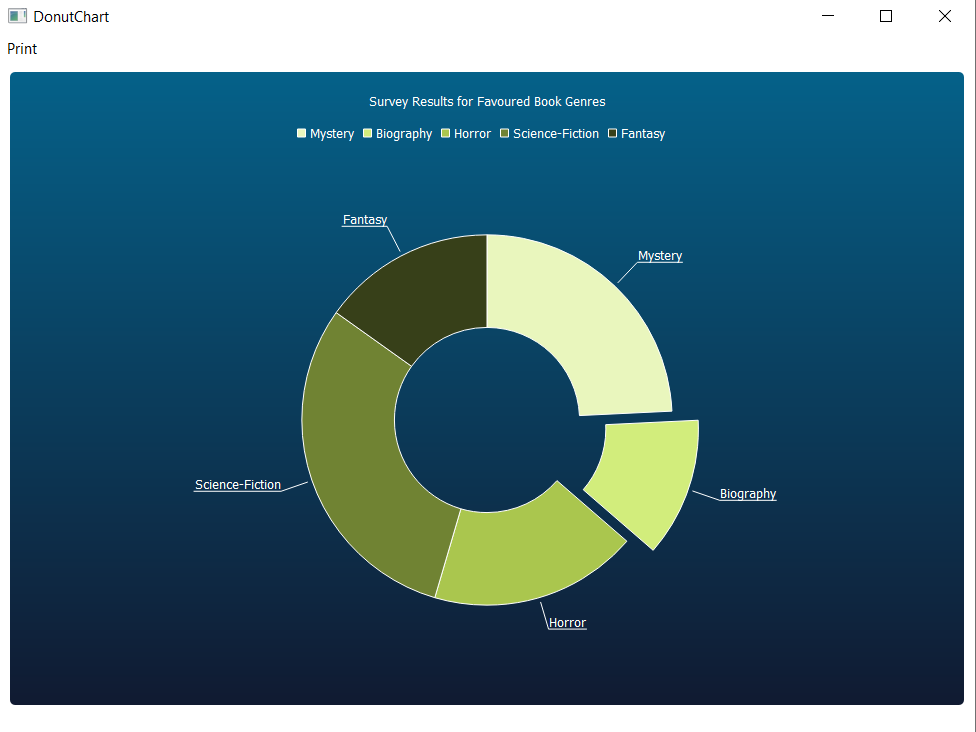 DonutChart
Print
Survey Results for Favoured Book Genres
Mystery Biography Horror Science-Fiction Fantasy
Fantasy
Mystery
Science-Fiction
Biography
Horror